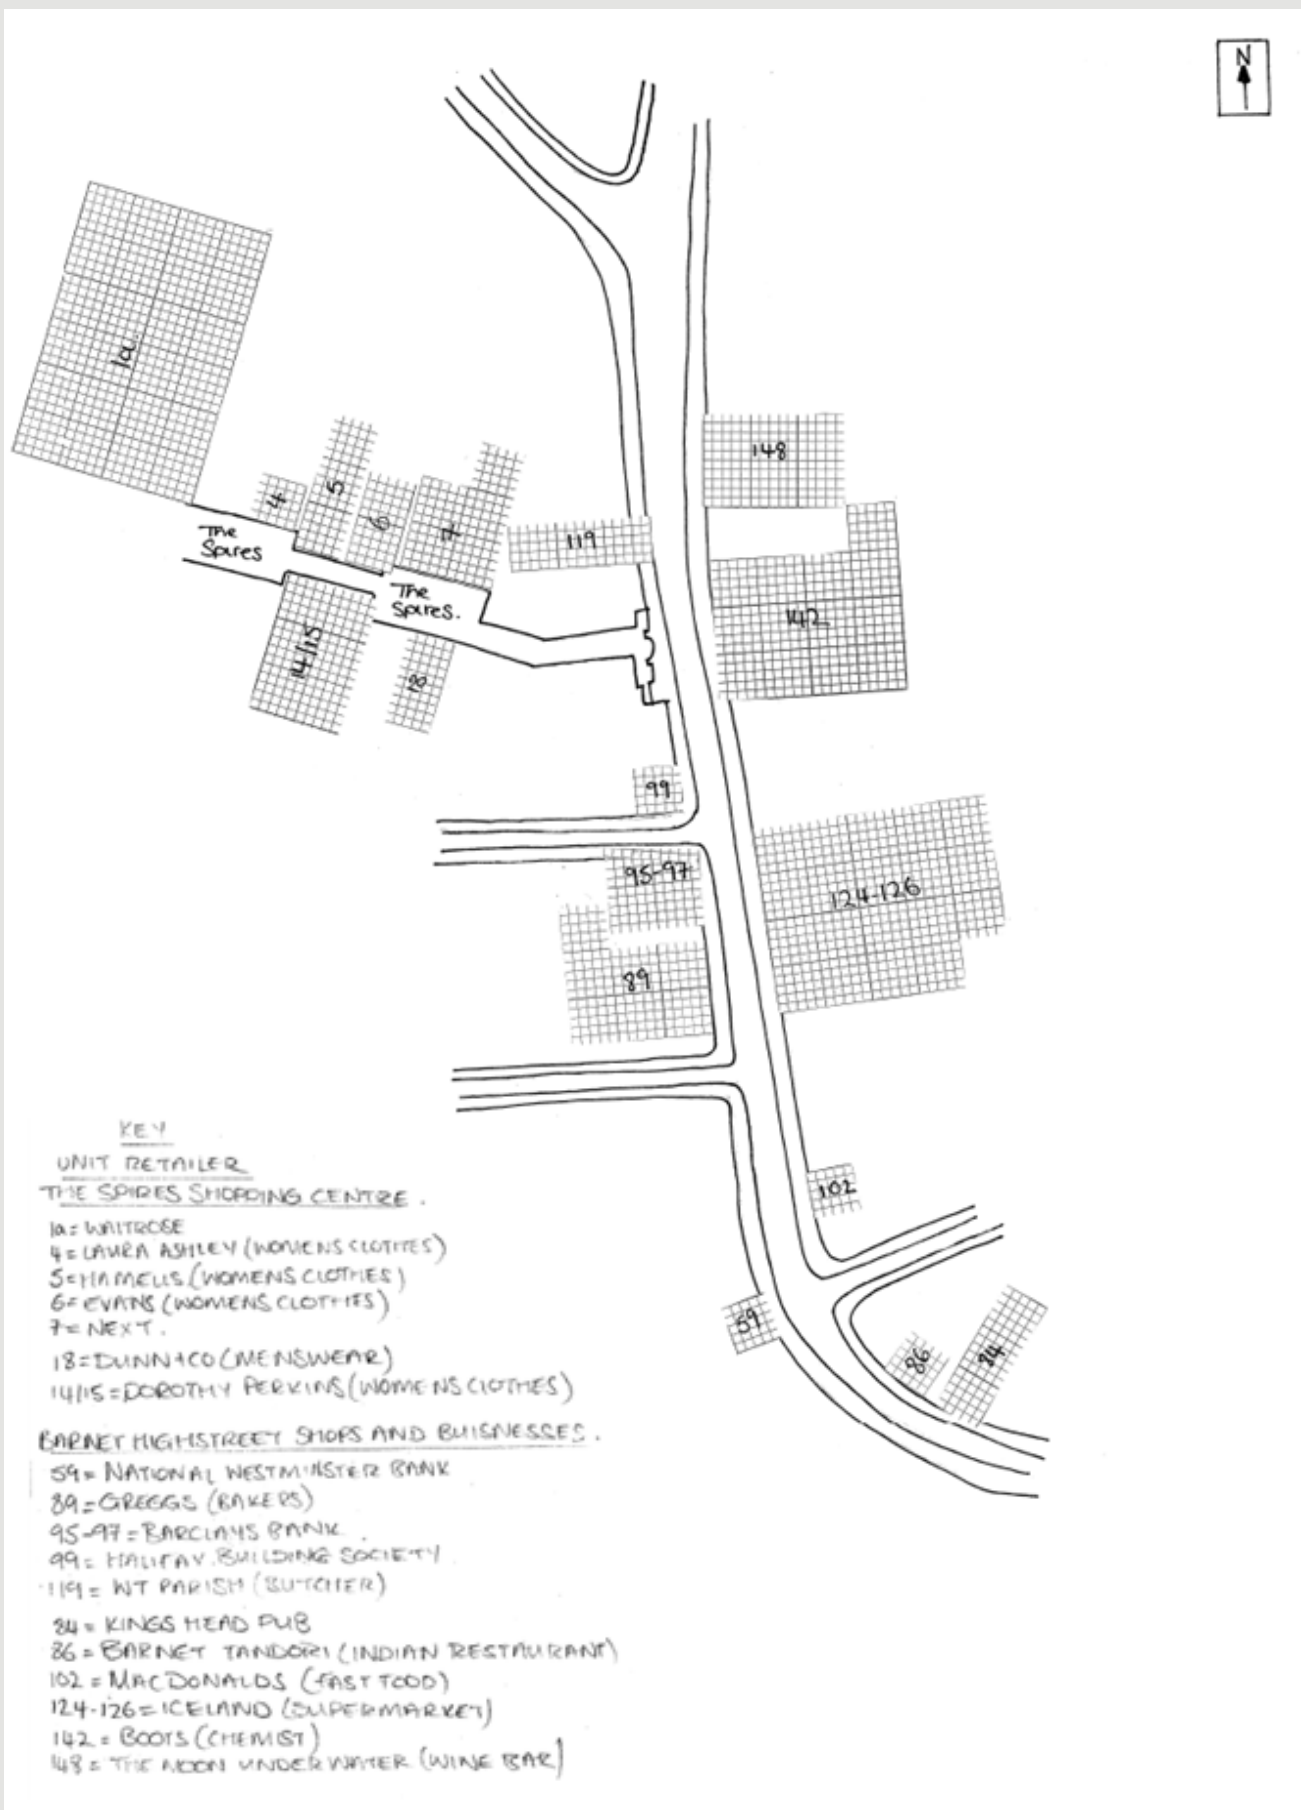 N
1a.
148
4
5
6
7
119
The
Spires
The
Spires.
142
14/15
18
99
95-97
124-126
89
102
59
86
84
KEY
UNIT RETAILER
THE SPIRES SHOPPING CENTRE.
1a= WAITROSE
4= LAURA ASHLEY (WOMENS CLOTHES)
5= (WOMENS CLOTHES)
6= EVANS (WOMENS CLOTHES)
7= NEXT.
18= DUNN+CO (MENSWEAR)
14/15= DOROTHY PERKINS (WOMENS CLOTHES)
BARNET HIGHSTREET SHOPS AND BUISNESSES.
59= NATIONAL WESTMINSTER BANK
89= GREGGS (BAKERS)
95-97= BARCLAYS BANK.
99= HALIFAX BUILDING SOCIETY
119= WT PARISH (BUTCHER)
84= KINGS HEAD PUB
86= BARNET TANDORI (INDIAN RESTAURANT)
102= MACDONALDS (FAST FOOD)
124-126= ICELAND (SUPERMARKET)
142= BOOTS (CHEMIST)
148= THE MOON UNDER WATER (WINE BAR)